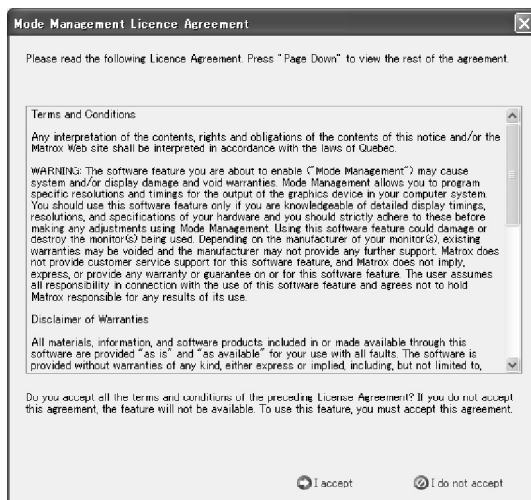 Mode Management Licence Agreement
Please read the following Licence Agreement. Press "Page Down" to view the rest of the agreement.
Terms and Conditions
Any interpretation of the contents, rights and obligations of the contents of this notice and/or the
Matrox Web site shall be interpreted in accordance with the laws of Quebec.
WARNING: The software feature you are about to enable ("Mode Management") may cause
system and/or display damage and void warranties. Mode Management allows you to program
specific resolutions and timings for the output of the graphics device in your computer system.
You should use this software feature only if you are knowledgeable of detailed display timings,
resolutions, and specifications of your hardware and you should strictly adhere to these before
making any adjustments using Mode Management. Using this software feature could damage or
destroy the monitor(s) being used. Depending on the manufacturer of your monitor(s), existing
warranties may be voided and the manufacturer may not provide any further support. Matrox does
not provide customer service support for this software feature, and Matrox does not imply,
express, or provide any warranty or guarantee on or for this software feature. The user assumes
all responsibility in connection with the use of this software feature and agrees not to hold
Matrox responsible for any results of its use.
Disclaimer of Warranties
All materials, information, and software products included in or made available through this
software are provided "as is" and "as available" for your use with all faults. The software is
provided without warranties of any kind, either express or implied, including, but not limited to,
Do you accept all the terms and conditions of the preceding License Agreement? If you do not accept
this agreement, the feature will not be available. To use this feature, you must accept this agreement.
I accept
I do not accept